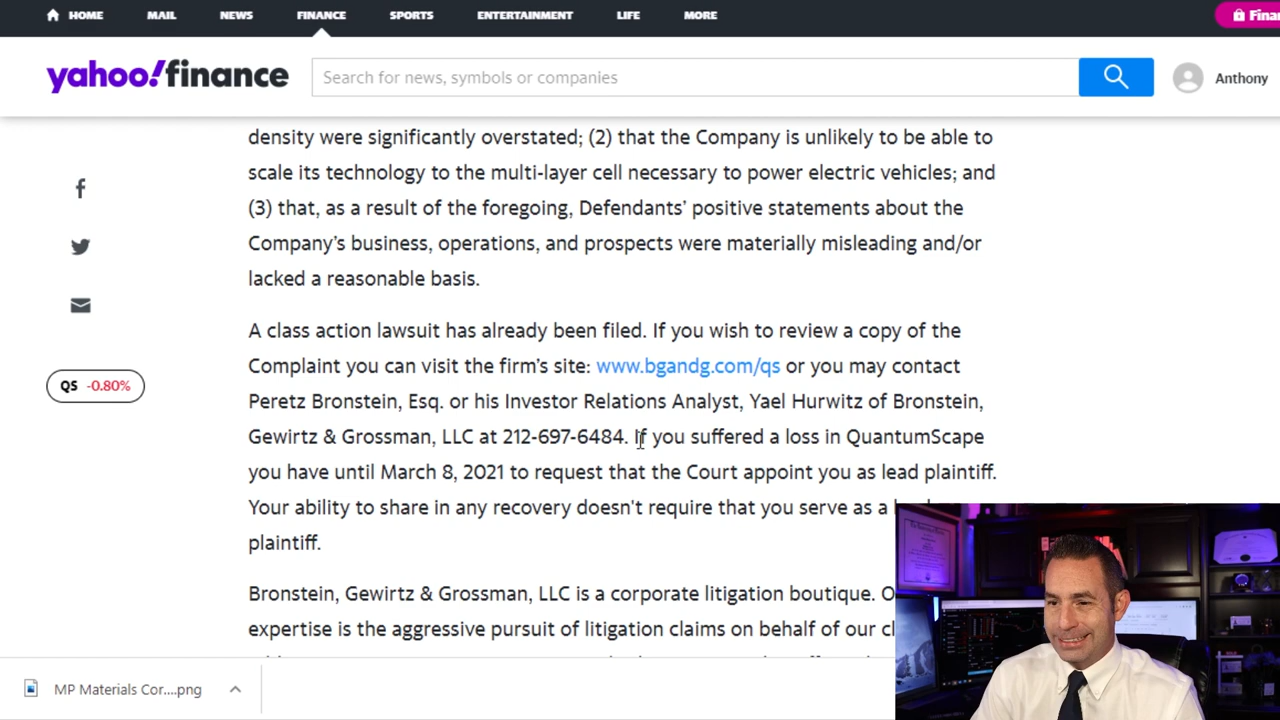 HOME MAIL NEWS FINANCE SPORTS ENTERTAINMENT LIFE MORE
yahoo!finance
Search for news, symbols or companies
Anthony
density were significantly overstated; (2) that the Company is unlikely to be able to
scale its technology to the multi-layer cell necessary to power electric vehicles; and
(3) that, as a result of the foregoing, Defendants' positive statements about the
Company's business, operations, and prospects were materially misleading and/or
lacked a reasonable basis.
A class action lawsuit has already been filed. If you wish to review a copy of the
Complaint you can visit the firm's site: www.bgandg.com/qs or you may contact
Peretz Bronstein, Esq. or his Investor Relations Analyst, Yael Hurwitz of Bronstein,
Gewirtz & Grossman, LLC at 212-697-6484. If you suffered a loss in QuantumScape
you have until March 8, 2021 to request that the Court appoint you as lead plaintiff.
Your ability to share in any recovery doesn't require that you serve as a
plaintiff.
Bronstein, Gewirtz & Grossman, LLC is a corporate litigation boutique.
expertise is the aggressive pursuit of litigation claims on behalf of our
QS -0.80%
MP Materials Cor....png